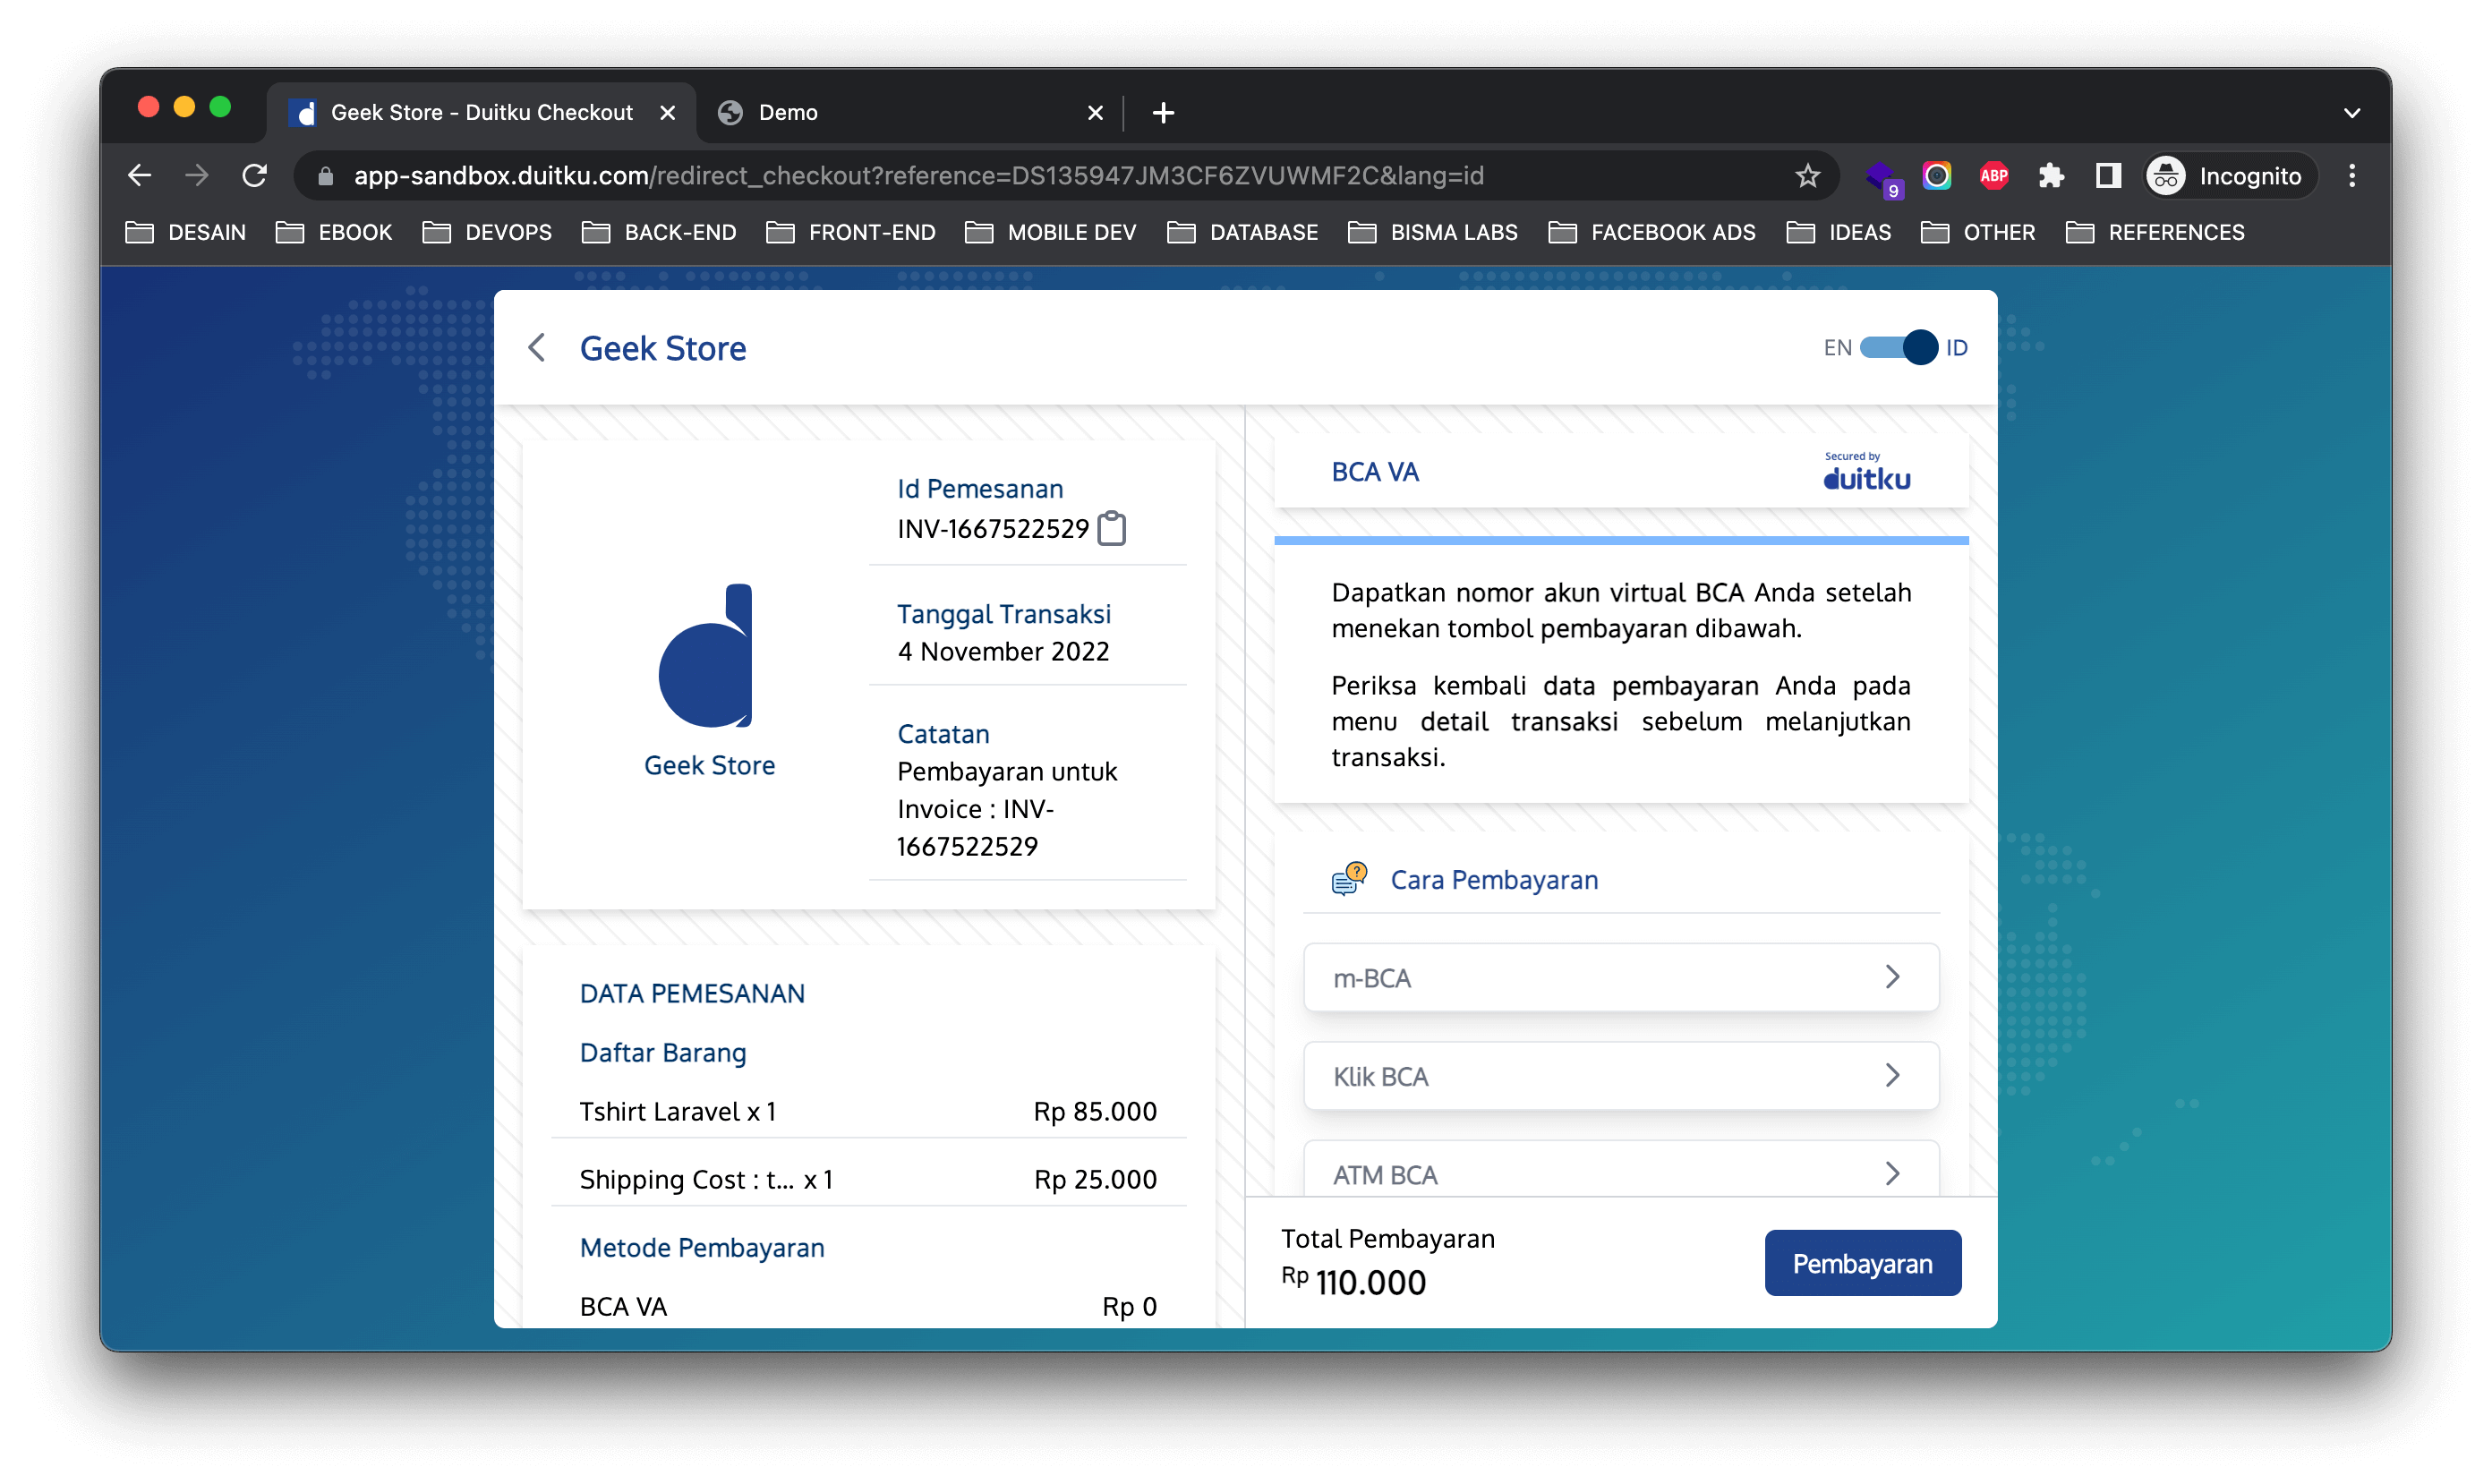 Geek Store - Duitku Checkout
Demo
app-sandbox.duitku.com/redirect_checkout?reference=DS135947JM3CF6ZVUWMF2C&lang=id
9
ABP
Incognito
DESAIN
EBOOK
DEVOPS
BACK-END
FRONT-END
MOBILE DEV
DATABASE
BISMA LABS
FACEBOOK ADS
IDEAS
OTHER
REFERENCES
Geek Store
EN ID
Geek Store
Id Pemesanan
INV-1667522529
Tanggal Transaksi
4 November 2022
Catatan
Pembayaran untuk
Invoice : INV-
1667522529
DATA PEMESANAN
Daftar Barang
Tshirt Laravel x 1 Rp 85.000
Shipping Cost : t... x 1 Rp 25.000
Metode Pembayaran
BCA VA Rp 0
BCA VA
Secured by
duitku
Dapatkan nomor akun virtual BCA Anda setelah
menekan tombol pembayaran dibawah.
Periksa kembali data pembayaran Anda pada
menu detail transaksi sebelum melanjutkan
transaksi.
Cara Pembayaran
m-BCA
Klik BCA
ATM BCA
Total Pembayaran
Rp 110.000
Pembayaran